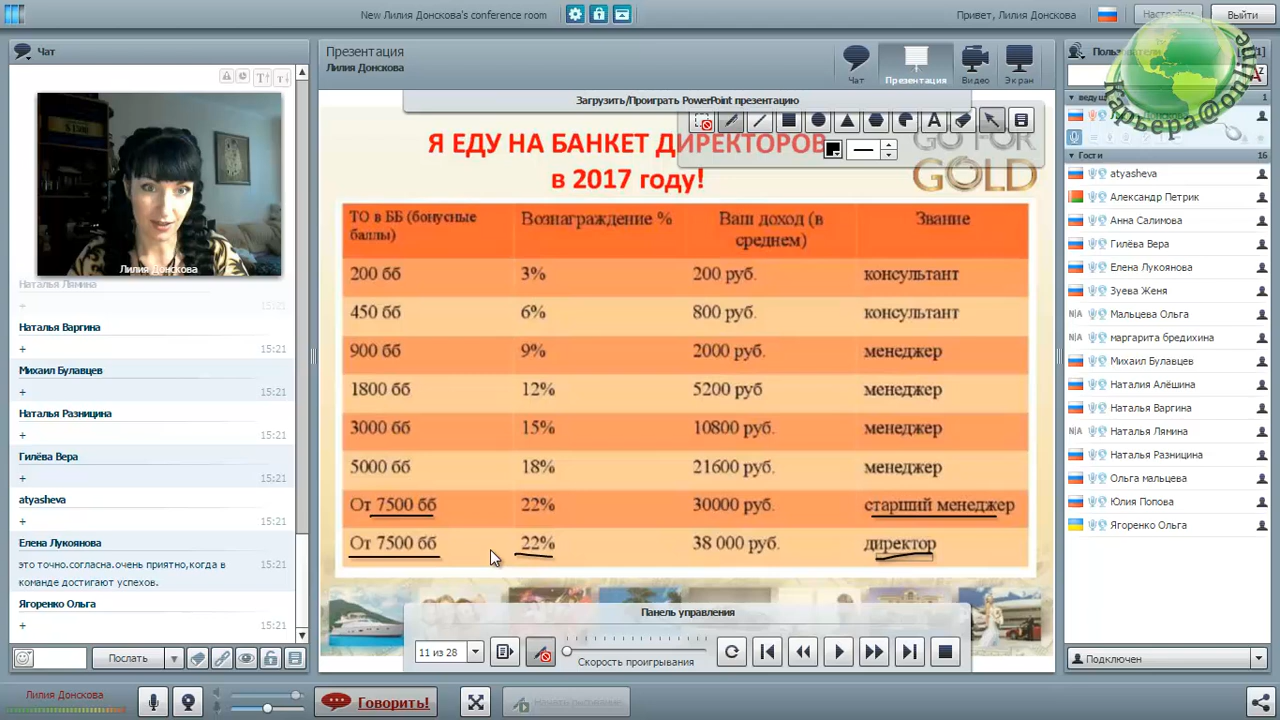 New Лилия Донскова's conference room
Привет, Лилия Донскова
Настройки
Выйти
Чат
Лилия Донскова
Наталья Лямина
+ 15:21
Наталья Варгина
+ 15:21
Михаил Булавцев
+ 15:21
Наталья Разницина
+ 15:21
Гилёва Вера
+ 15:21
atyasheva
+ 15:21
Елена Лукоянова
это точно.согласна.очень приятно,когда в 15:21
команде достигают успехов.
Ягоренко Ольга
+ 15:21
Послать
Презентация
Лилия Донскова
Чат
Презентация
Видео
Экран
Загрузить/Проиграть PowerPoint презентацию
Я ЕДУ НА БАНКЕТ ДИРЕКТОРОВ
в 2017 году!
GO FOR
GOLD
ТО в ББ (бонусные баллы) Вознаграждение % Ваш доход (в среднем) Звание
200 бб 3% 200 руб. консультант
450 бб 6% 800 руб. консультант
900 бб 9% 2000 руб. менеджер
1800 бб 12% 5200 руб менеджер
3000 бб 15% 10800 руб. менеджер
5000 бб 18% 21600 руб. менеджер
От 7500 бб 22% 30000 руб. старший менеджер
От 7500 бб 22% 38 000 руб. директор
Панель управления
11 из 28
Скорость проигрывания
карьера@online
ведущ 1
Гости 16
atyasheva
Александр Петрик
Анна Салимова
Гилёва Вера
Елена Лукоянова
Зуева Женя
N/A Мальцева Ольга
N/A маргарита бредихина
Михаил Булавцев
Наталия Алёшина
Наталья Варгина
N/A Наталья Лямина
Наталья Разницина
Ольга мальцева
Юлия Попова
Ягоренко Ольга
Подключен
Лилия Донскова
Говорить!